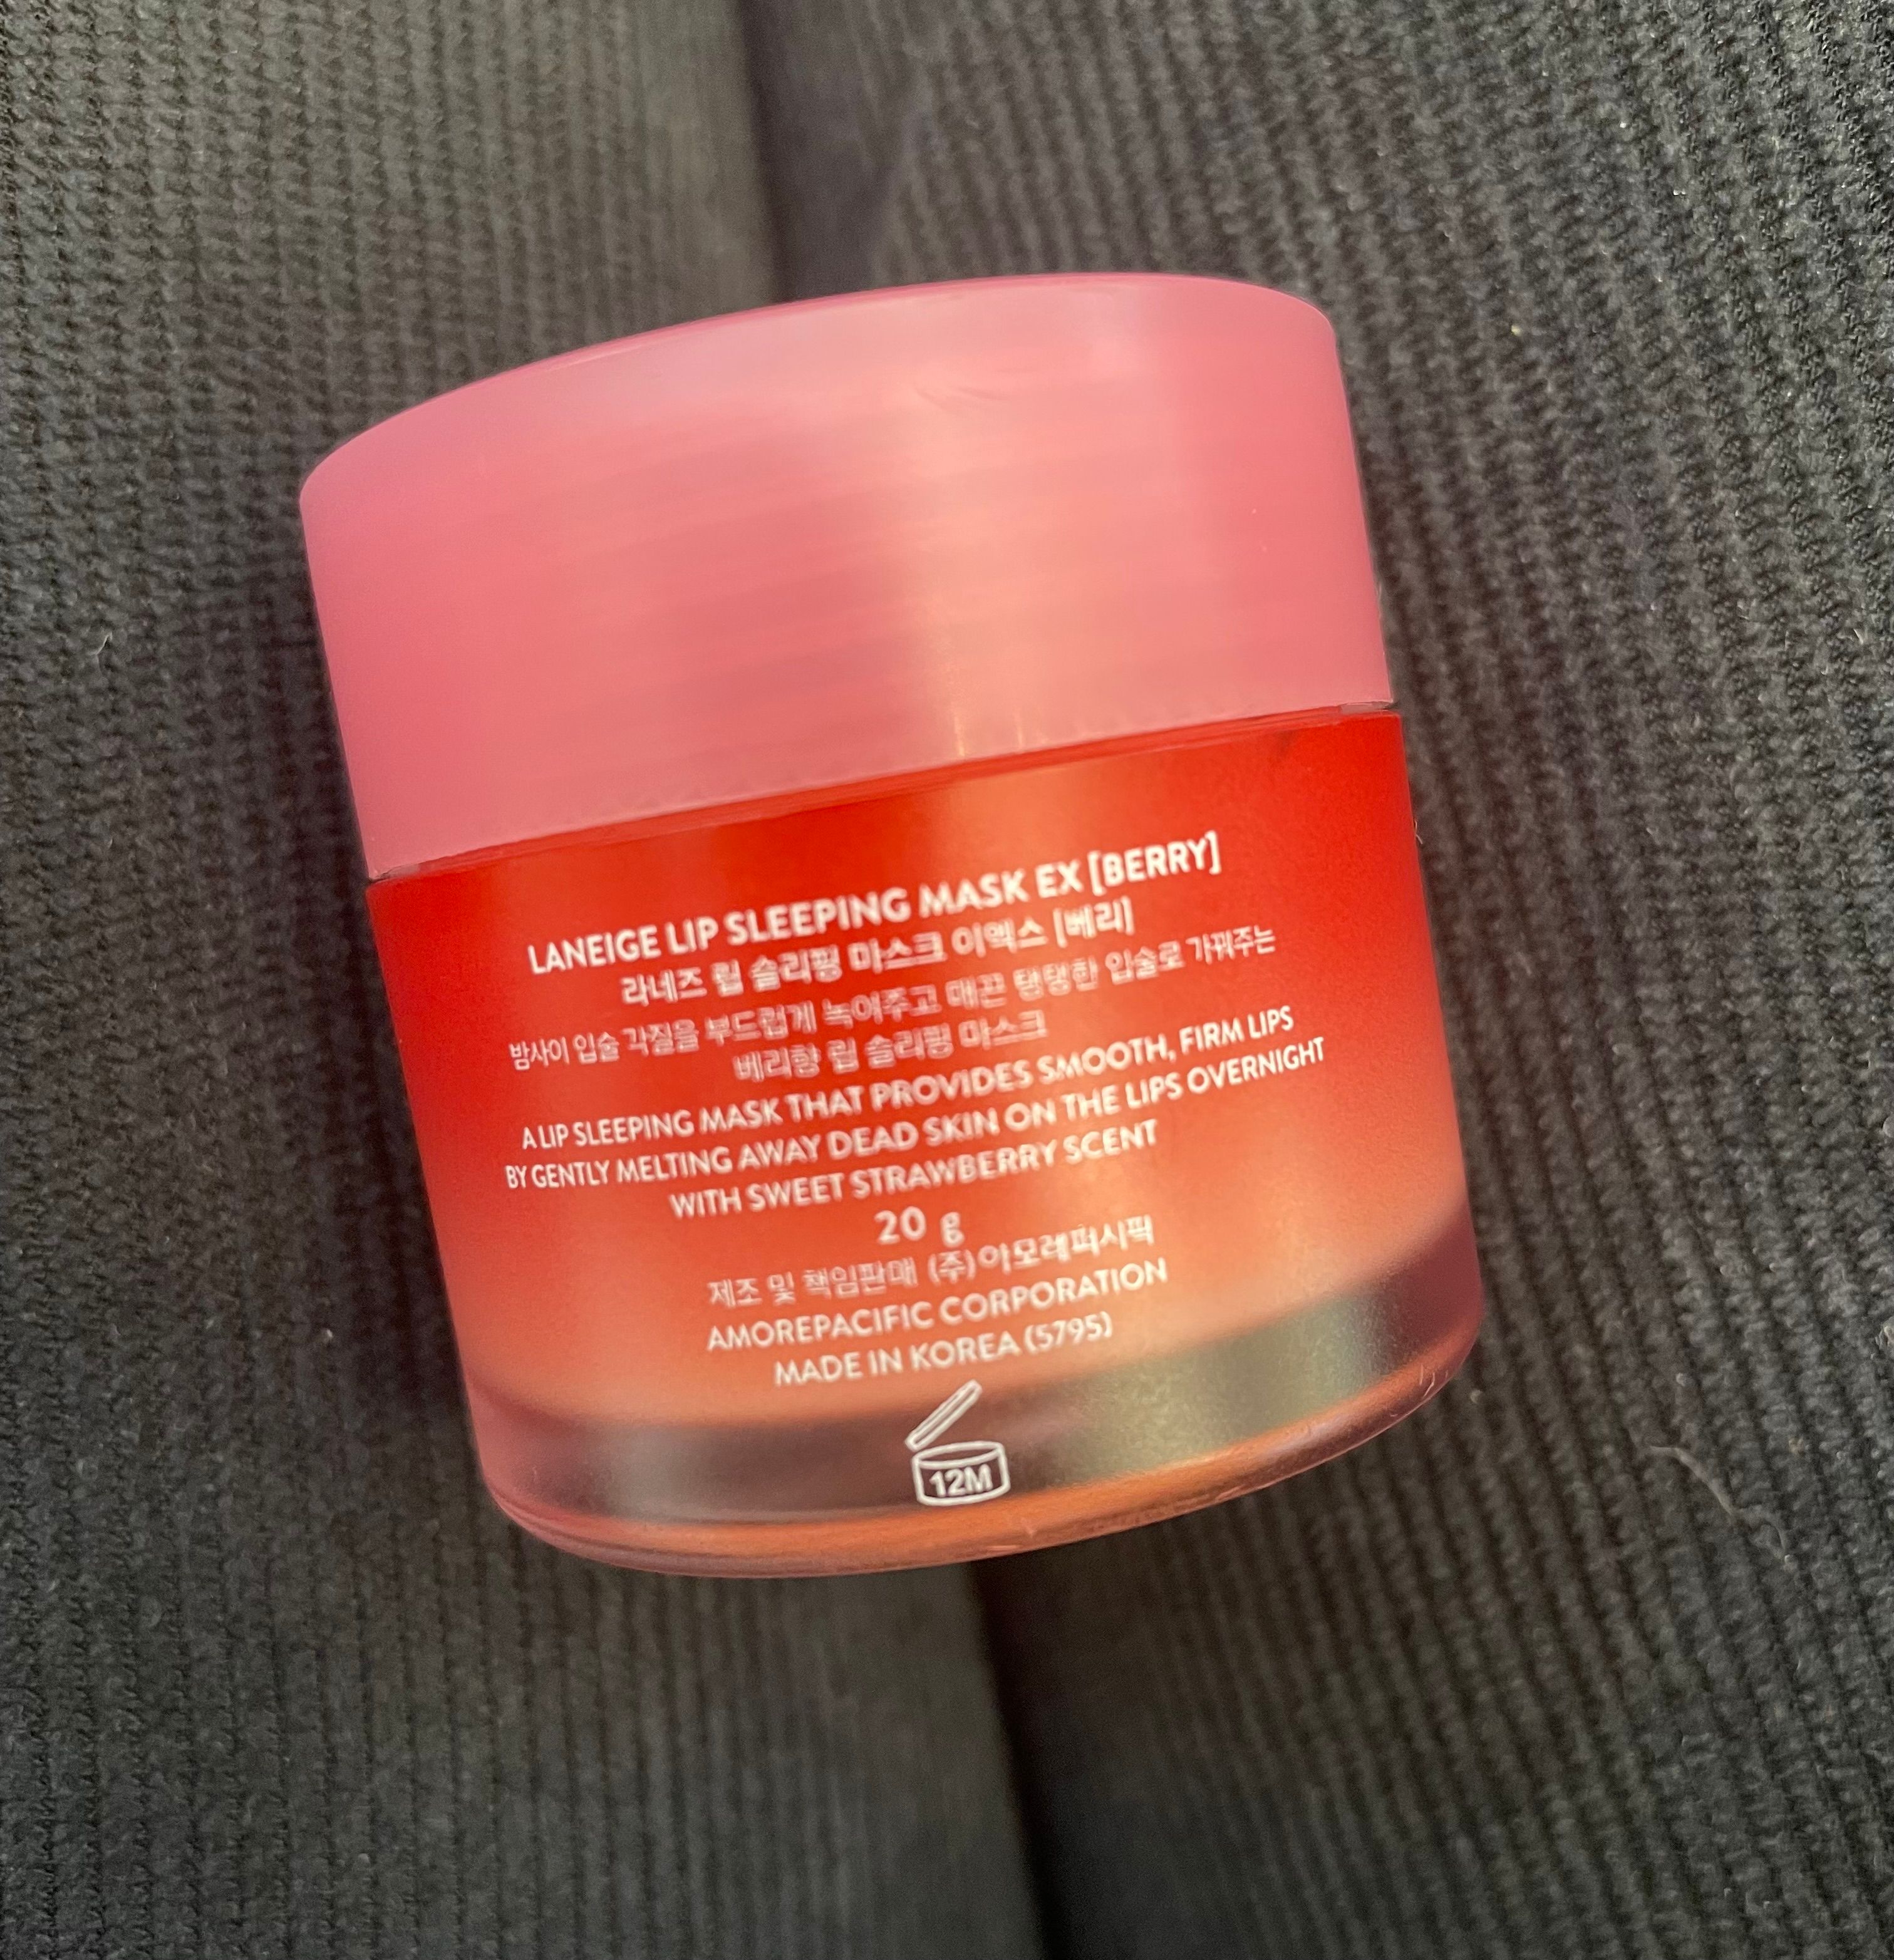 LANEIGE LIP SLEEPING MASK EX [BERRY]
라네즈 립 슬리핑 마스크 이엑스 [베리]
밤사이 입술 각질을 부드럽게 녹여주고 매끈 탱탱한 입술로 가꿔주는
베리향 립 슬리핑 마스크
A LIP SLEEPING MASK THAT PROVIDES SMOOTH, FIRM LIPS
BY GENTLY MELTING AWAY DEAD SKIN ON THE LIPS OVERNIGHT
WITH SWEET STRAWBERRY SCENT
20 g
제조 및 책임판매 (주)아모레퍼시픽
AMOREPACIFIC CORPORATION
MADE IN KOREA (5795)
12M